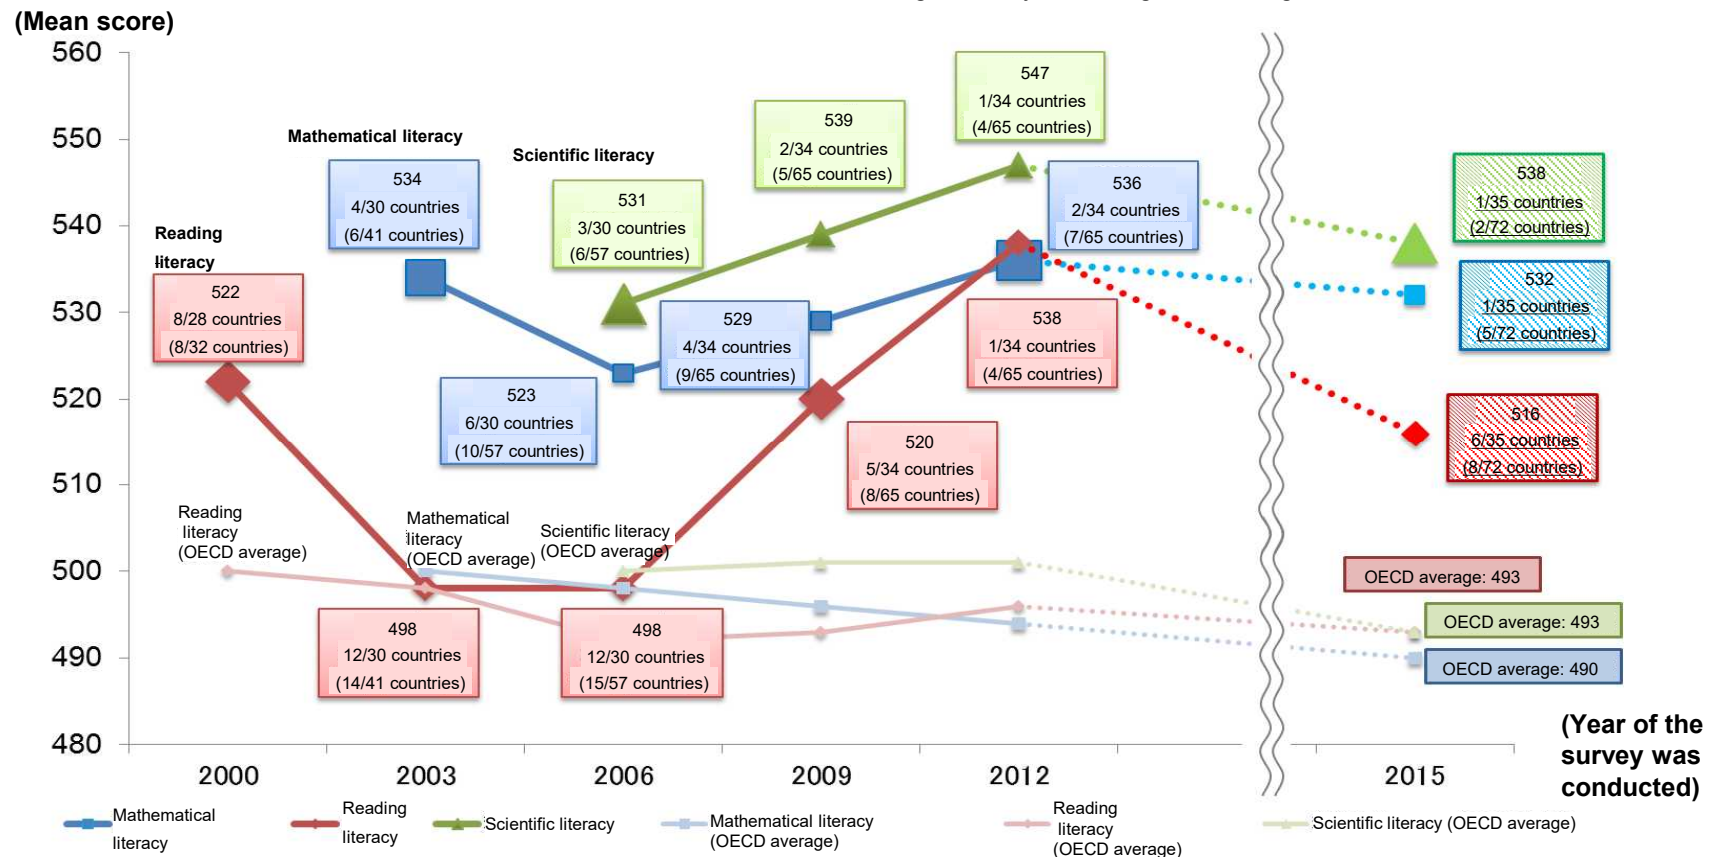 (Mean score)
560
550
540
530
520
510
500
490
480
Mathematical literacy
534
4/30 countries
(6/41 countries)
Scientific literacy
531
3/30 countries
(6/57 countries)
539
2/34 countries
(5/65 countries)
547
1/34 countries
(4/65 countries)
536
2/34 countries
(7/65 countries)
538
1/35 countries
(2/72 countries)
Reading
literacy
522
8/28 countries
(8/32 countries)
529
4/34 countries
(9/65 countries)
538
1/34 countries
(4/65 countries)
532
1/35 countries
(5/72 countries)
523
6/30 countries
(10/57 countries)
520
5/34 countries
(8/65 countries)
516
6/35 countries
(8/72 countries)
Reading
literacy
(OECD average)
Mathematical
literacy
(OECD average)
Scientific literacy
(OECD average)
498
12/30 countries
(14/41 countries)
498
12/30 countries
(15/57 countries)
OECD average: 493
OECD average: 493
OECD average: 490
2000
2003
2006
2009
2012
2015
(Year of the
survey was
conducted)
Mathematical
literacy
Reading
literacy
Scientific literacy
Mathematical literacy
(OECD average)
Reading
literacy
(OECD average)
Scientific literacy (OECD average)